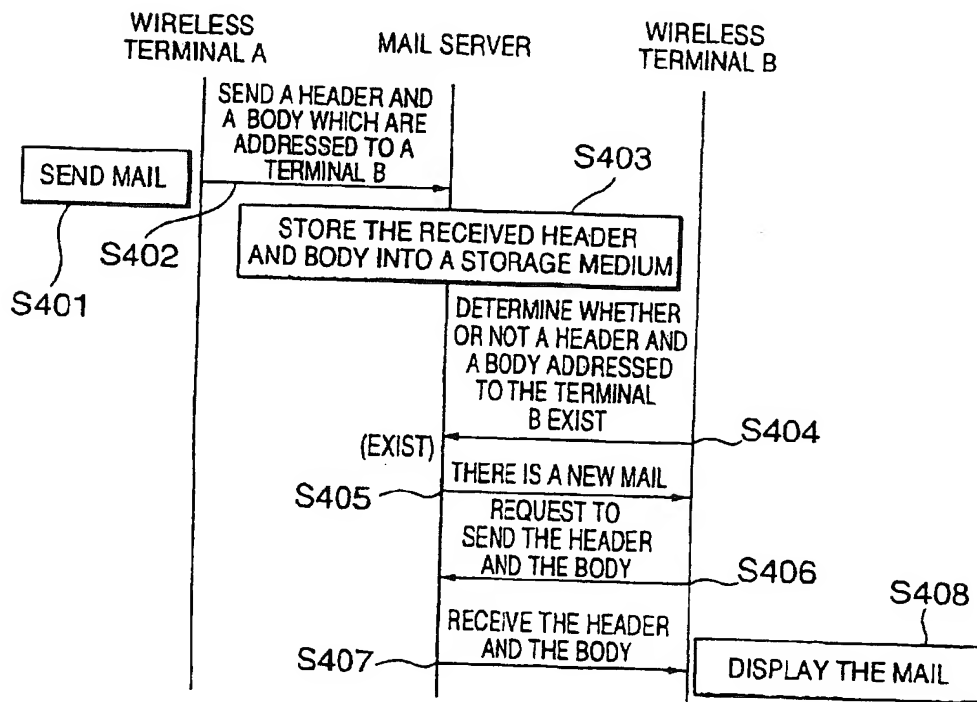 WIRELESS
TERMINAL A
MAIL SERVER
WIRELESS
TERMINAL B
SEND A HEADER AND
A BODY WHICH ARE
ADDRESSED TO A
TERMINAL B
SEND MAIL
S401
S402
S403
STORE THE RECEIVED HEADER
AND BODY INTO A STORAGE MEDIUM
DETERMINE WHETHER
OR NOT A HEADER AND
A BODY ADDRESSED
TO THE TERMINAL
B EXIST
S404
(EXIST)
THERE IS A NEW MAIL
S405
REQUEST TO
SEND THE HEADER
AND THE BODY
S406
S408
RECEIVE THE HEADER
AND THE BODY
S407
DISPLAY THE MAIL